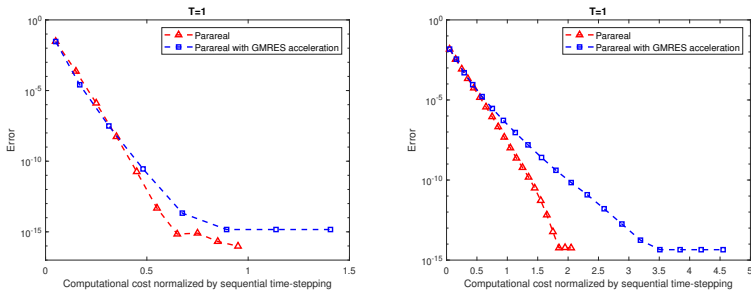 T=1
10^0
10^-5
10^-10
10^-15
Error
Parareal
Parareal with GMRES acceleration
0 0.5 1 1.5
Computational cost normalized by sequential time-stepping
T=1
10^0
10^-5
10^-10
10^-15
Error
Parareal
Parareal with GMRES acceleration
0 0.5 1 1.5 2 2.5 3 3.5 4 4.5 5
Computational cost normalized by sequential time-stepping